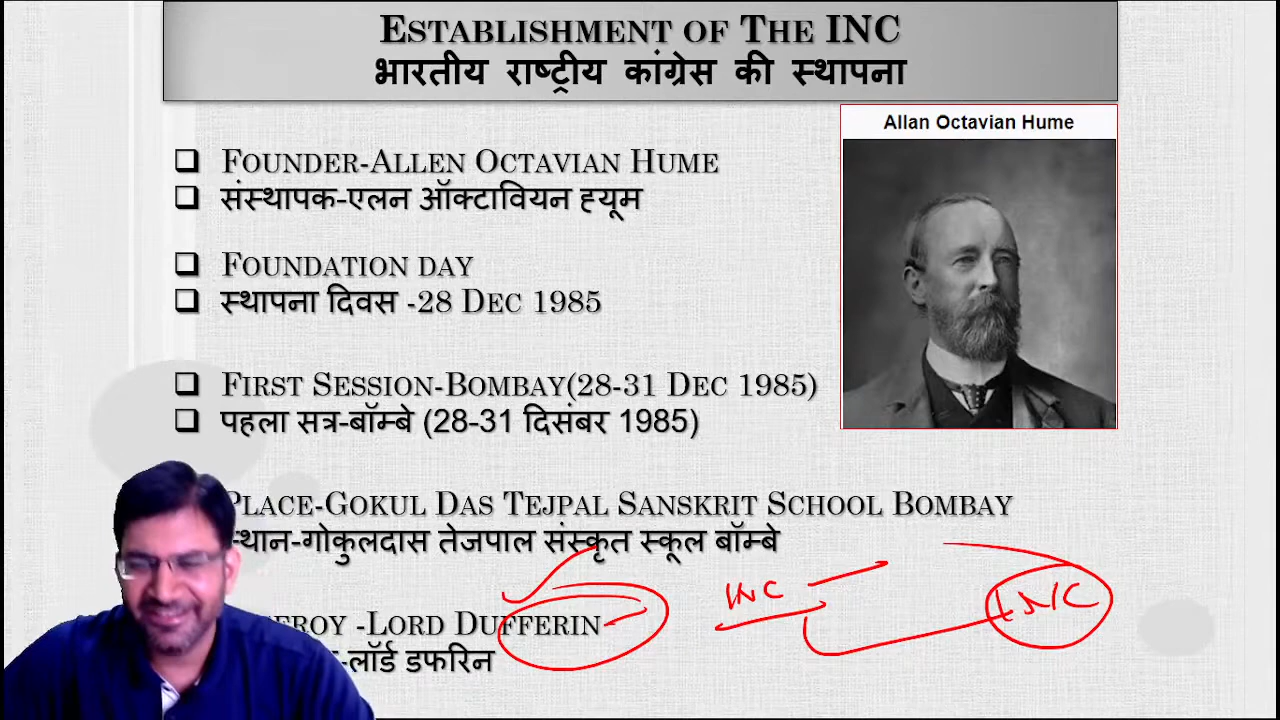 ESTABLISHMENT OF THE INC
भारतीय राष्ट्रीय कांग्रेस की स्थापना
Allan Octavian Hume
FOUNDER-ALLEN OCTAVIAN HUME
संस्थापक-एलन ऑक्टावियन ह्यूम
FOUNDATION DAY
स्थापना दिवस -28 DEC 1985
FIRST SESSION-BOMBAY(28-31 DEC 1985)
पहला सत्र-बॉम्बे (28-31 दिसंबर 1985)
PLACE-GOKUL DAS TEJPAL SANSKRIT SCHOOL BOMBAY
स्थान-गोकुलदास तेजपाल संस्कृत स्कूल बॉम्बे
-LORD DUFFERIN
-लॉर्ड डफरिन
INC
INC